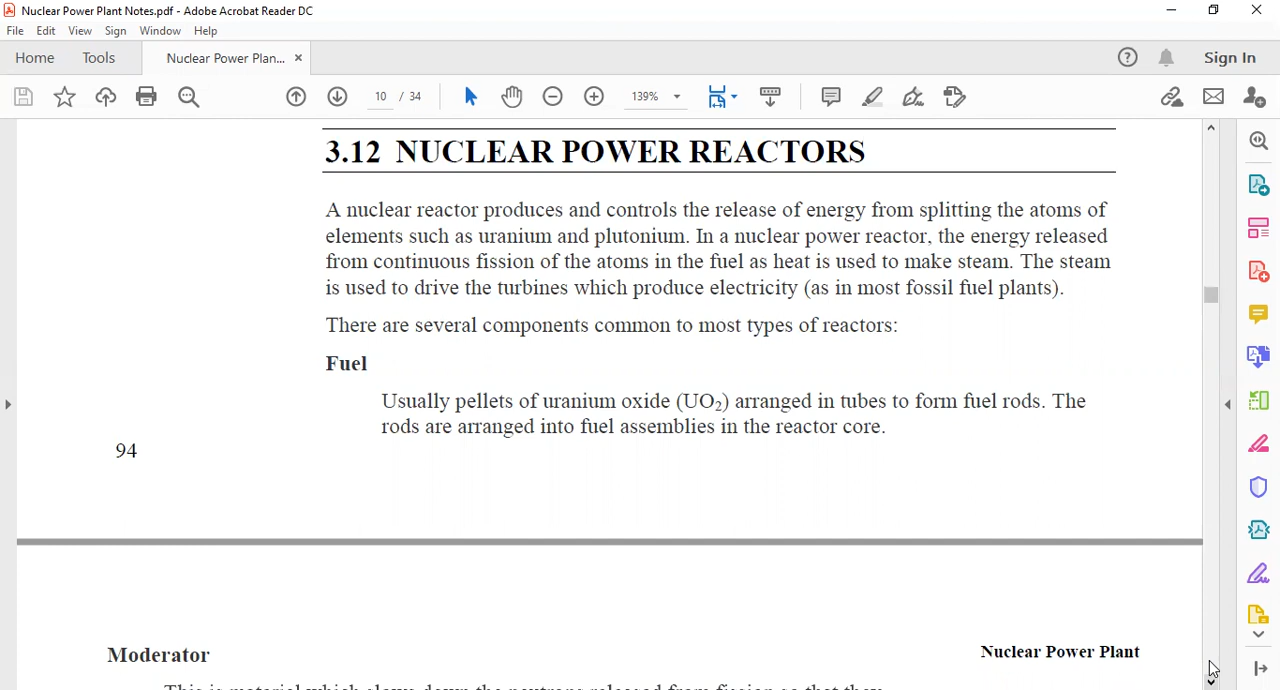 Nuclear Power Plant Notes.pdf - Adobe Acrobat Reader DC
File Edit View Sign Window Help
Home Tools Nuclear Power Plan... × Sign In
10 / 34 139%
3.12 NUCLEAR POWER REACTORS
A nuclear reactor produces and controls the release of energy from splitting the atoms of
elements such as uranium and plutonium. In a nuclear power reactor, the energy released
from continuous fission of the atoms in the fuel as heat is used to make steam. The steam
is used to drive the turbines which produce electricity (as in most fossil fuel plants).
There are several components common to most types of reactors:
Fuel
Usually pellets of uranium oxide (UO₂) arranged in tubes to form fuel rods. The
rods are arranged into fuel assemblies in the reactor core.
94
Moderator
Nuclear Power Plant
This is material which slows down the neutrons released from fission so that they